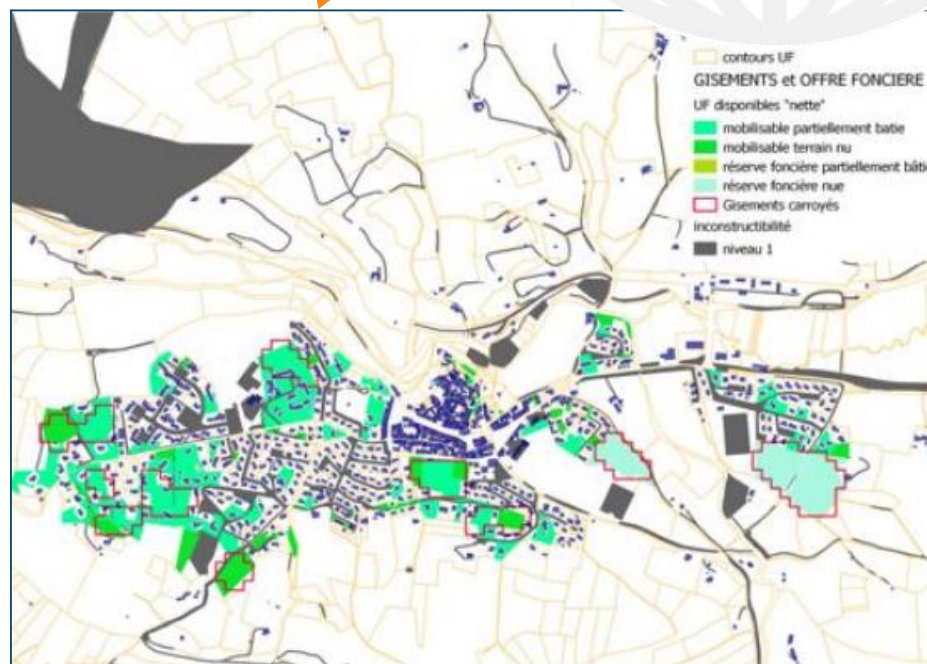 contours UF
GISEMENTS et OFFRE FONCIERE
UF disponibles "nette"
mobilisable partiellement batie
mobilisable terrain nu
réserve foncière partiellement bâti
réserve foncière nue
Gisements carroyés
inconstructibilité
niveau 1